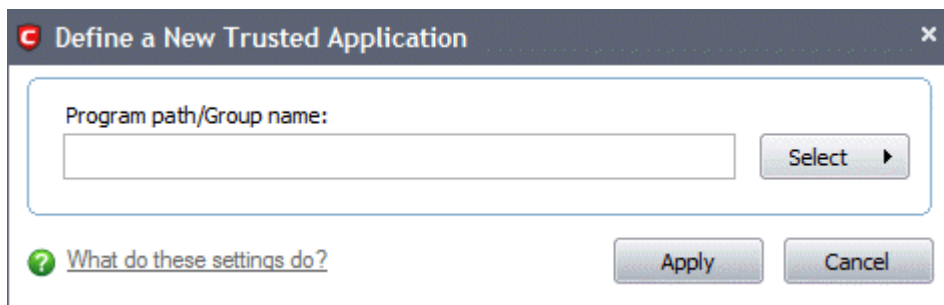 Define a New Trusted Application
Program path/Group name:
Select
What do these settings do?
Apply
Cancel